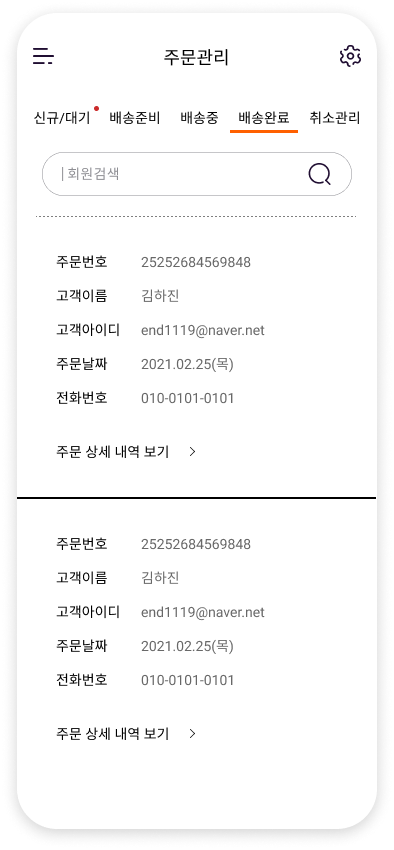 주문관리
신규/대기 배송준비 배송중 배송완료 취소관리
회원검색
주문번호 25252684569848
고객이름 김하진
고객아이디 end1119@naver.net
주문날짜 2021.02.25(목)
전화번호 010-0101-0101
주문 상세 내역 보기 >
주문번호 25252684569848
고객이름 김하진
고객아이디 end1119@naver.net
주문날짜 2021.02.25(목)
전화번호 010-0101-0101
주문 상세 내역 보기 >